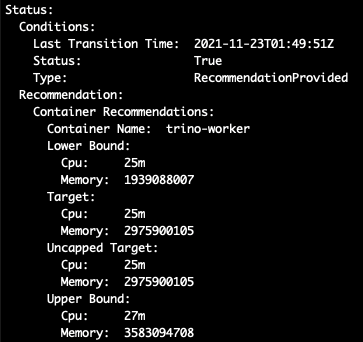 Status:
  Conditions:
    Last Transition Time:  2021-11-23T01:49:51Z
    Status:                True
    Type:                  RecommendationProvided
  Recommendation:
    Container Recommendations:
      Container Name:  trino-worker
      Lower Bound:
        Cpu:     25m
        Memory:  1939088007
      Target:
        Cpu:     25m
        Memory:  2975900105
      Uncapped Target:
        Cpu:     25m
        Memory:  2975900105
      Upper Bound:
        Cpu:     27m
        Memory:  3583094708